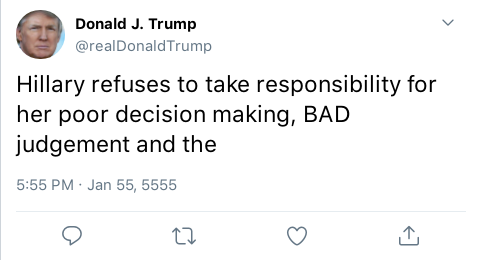 Donald J. Trump
@realDonaldTrump
Hillary refuses to take responsibility for
her poor decision making, BAD
judgement and the
5:55 PM · Jan 55, 5555